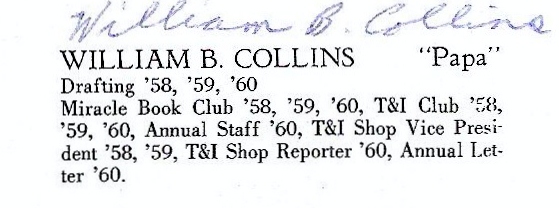 William B. Collins
WILLIAM B. COLLINS "Papa"
Drafting '58, '59, '60
Miracle Book Club '58, '59, '60, T&I Club '58,
'59, '60, Annual Staff '60, T&I Shop Vice Presi-
dent '58, '59, T&I Shop Reporter '60, Annual Let-
ter '60.